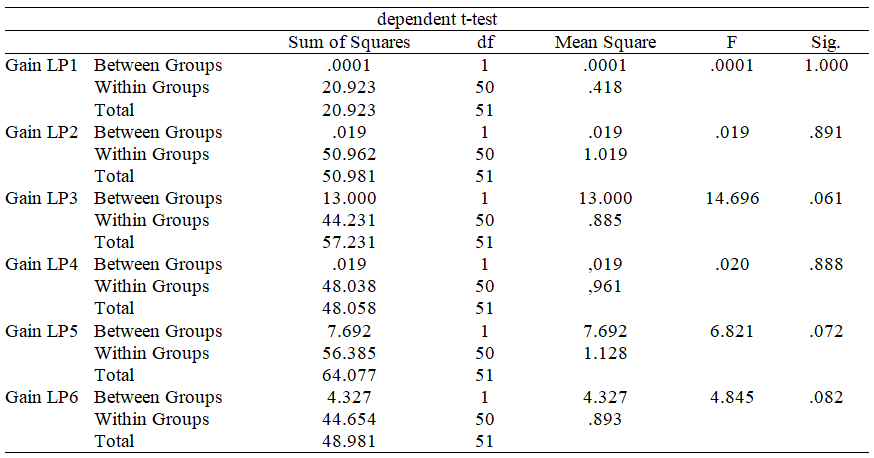 dependent t-test
Sum of Squares df Mean Square F Sig.
Gain LP1 Between Groups .0001 1 .0001 .0001 1.000
Within Groups 20.923 50 .418
Total 20.923 51
Gain LP2 Between Groups .019 1 .019 .019 .891
Within Groups 50.962 50 1.019
Total 50.981 51
Gain LP3 Between Groups 13.000 1 13.000 14.696 .061
Within Groups 44.231 50 .885
Total 57.231 51
Gain LP4 Between Groups .019 1 ,019 .020 .888
Within Groups 48.038 50 ,961
Total 48.058 51
Gain LP5 Between Groups 7.692 1 7.692 6.821 .072
Within Groups 56.385 50 1.128
Total 64.077 51
Gain LP6 Between Groups 4.327 1 4.327 4.845 .082
Within Groups 44.654 50 .893
Total 48.981 51